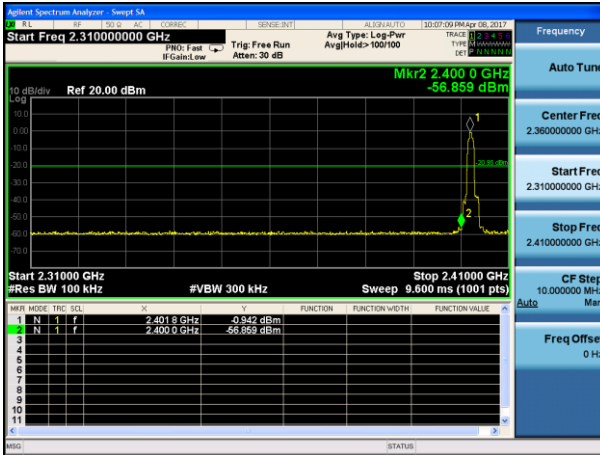 Agilent Spectrum Analyzer - Swept SA
RL RF 50 Ω AC CORREC SENSE:INT ALIGNAUTO 10:07:09 PM Apr 08, 2017
Start Freq 2.310000000 GHz
PNO: Fast
IFGain:Low
Trig: Free Run
Atten: 30 dB
Avg Type: Log-Pwr
Avg|Hold>100/100
TRACE 1 2 3 4 5 6
TYPE M
DET P N N N N N
Mkr2 2.400 0 GHz
-56.859 dBm
10 dB/div Ref 20.00 dBm
Log
10.0
0.00
-10.0
-20.0
-30.0
-40.0
-50.0
-60.0
-70.0
1
-20.95 dBm
2
Start 2.31000 GHz Stop 2.41000 GHz
#Res BW 100 kHz #VBW 300 kHz Sweep 9.600 ms (1001 pts)
MKR MODE TRC SCL X Y FUNCTION FUNCTION WIDTH FUNCTION VALUE
1 N 1 f 2.401 8 GHz -0.942 dBm
2 N 1 f 2.400 0 GHz -56.859 dBm
3
4
5
6
7
8
9
10
11
MSG STATUS
Frequency
Auto Tune
Center Freq
2.360000000 GHz
Start Freq
2.310000000 GHz
Stop Freq
2.410000000 GHz
CF Step
10.000000 MHz
Auto Man
Freq Offset
0 Hz